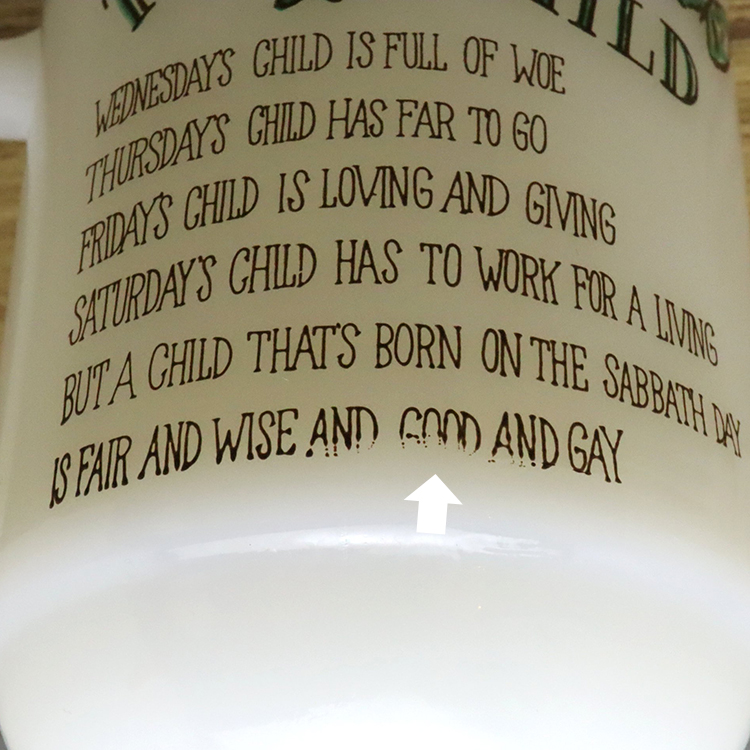 CHILD
WEDNESDAY'S CHILD IS FULL OF WOE
THURSDAY'S CHILD HAS FAR TO GO
FRIDAY'S CHILD IS LOVING AND GIVING
SATURDAY'S CHILD HAS TO WORK FOR A LIVING
BUT A CHILD THAT'S BORN ON THE SABBATH DAY
IS FAIR AND WISE AND GOOD AND GAY